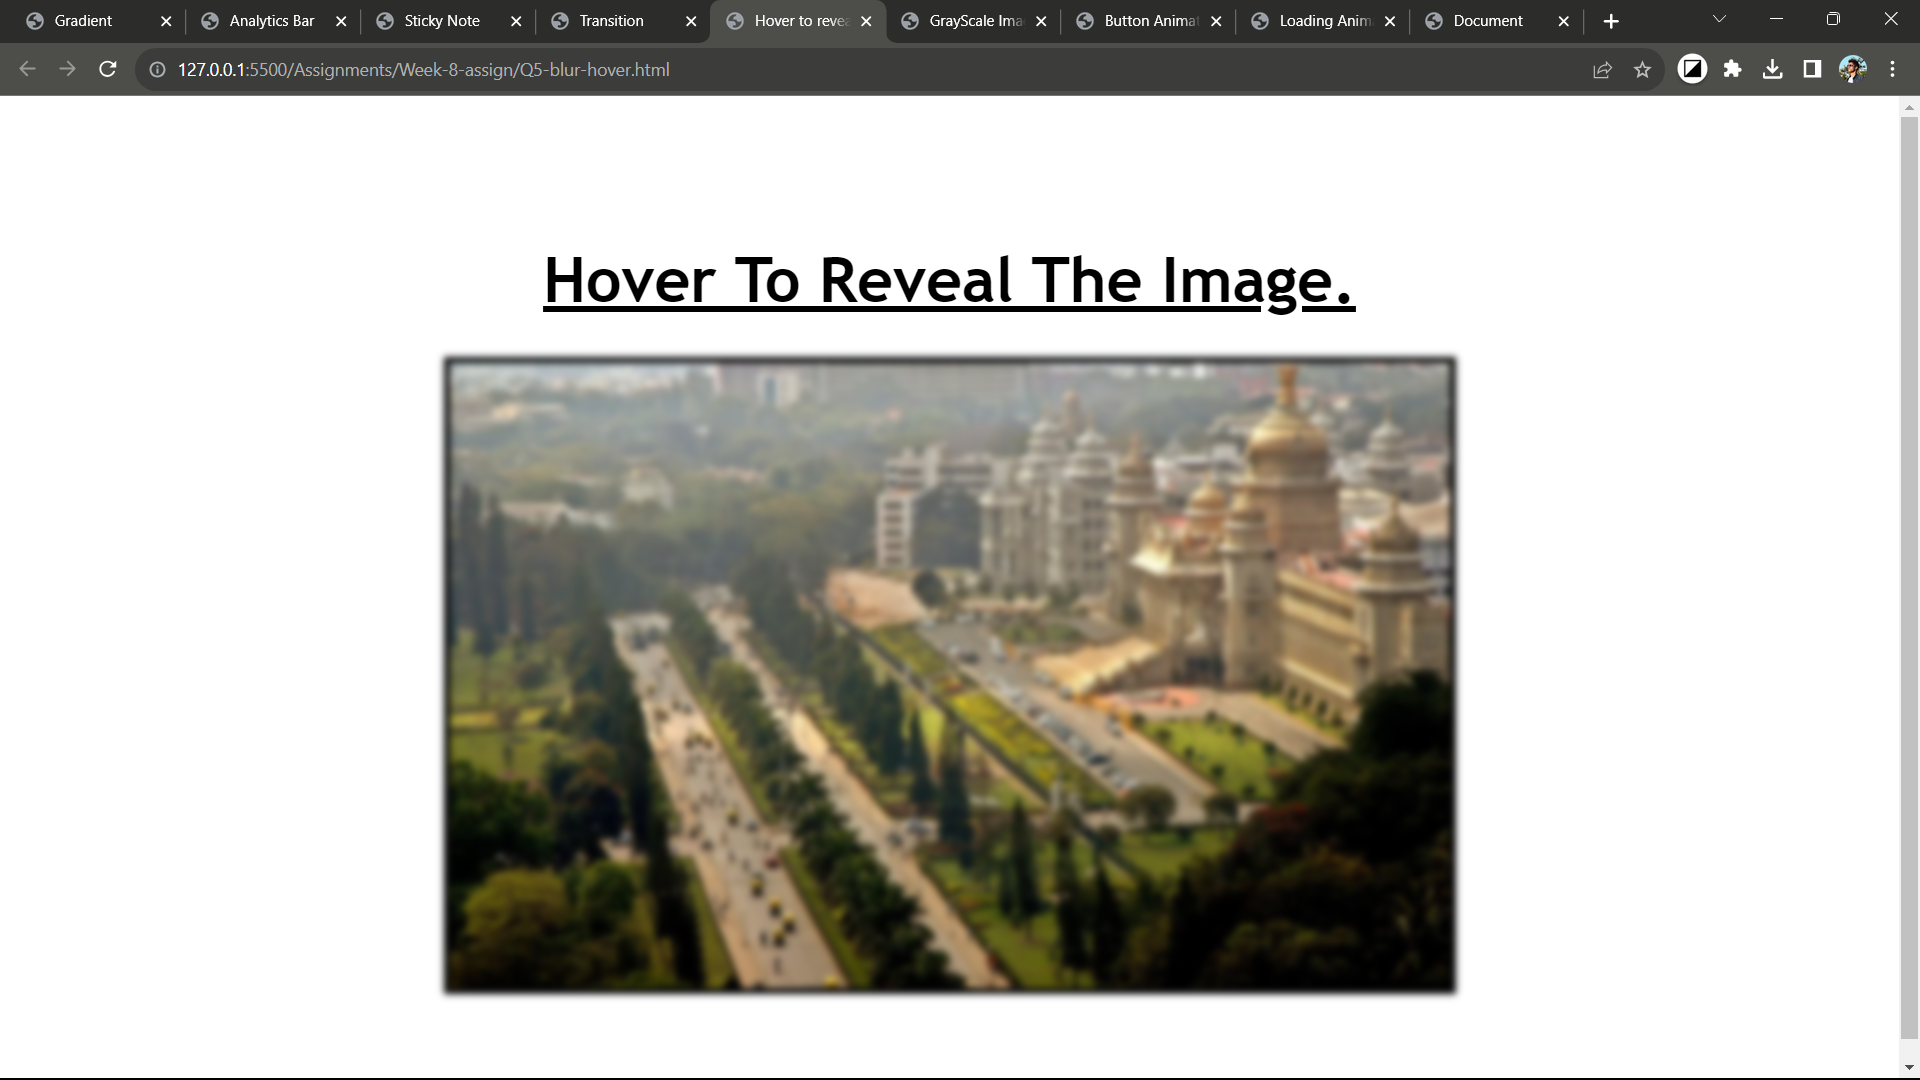 Gradient
Analytics Bar
Sticky Note
Transition
Hover to revea
GrayScale Ima
Button Animat
Loading Anim
Document
127.0.0.1:5500/Assignments/Week-8-assign/Q5-blur-hover.html
Hover To Reveal The Image.